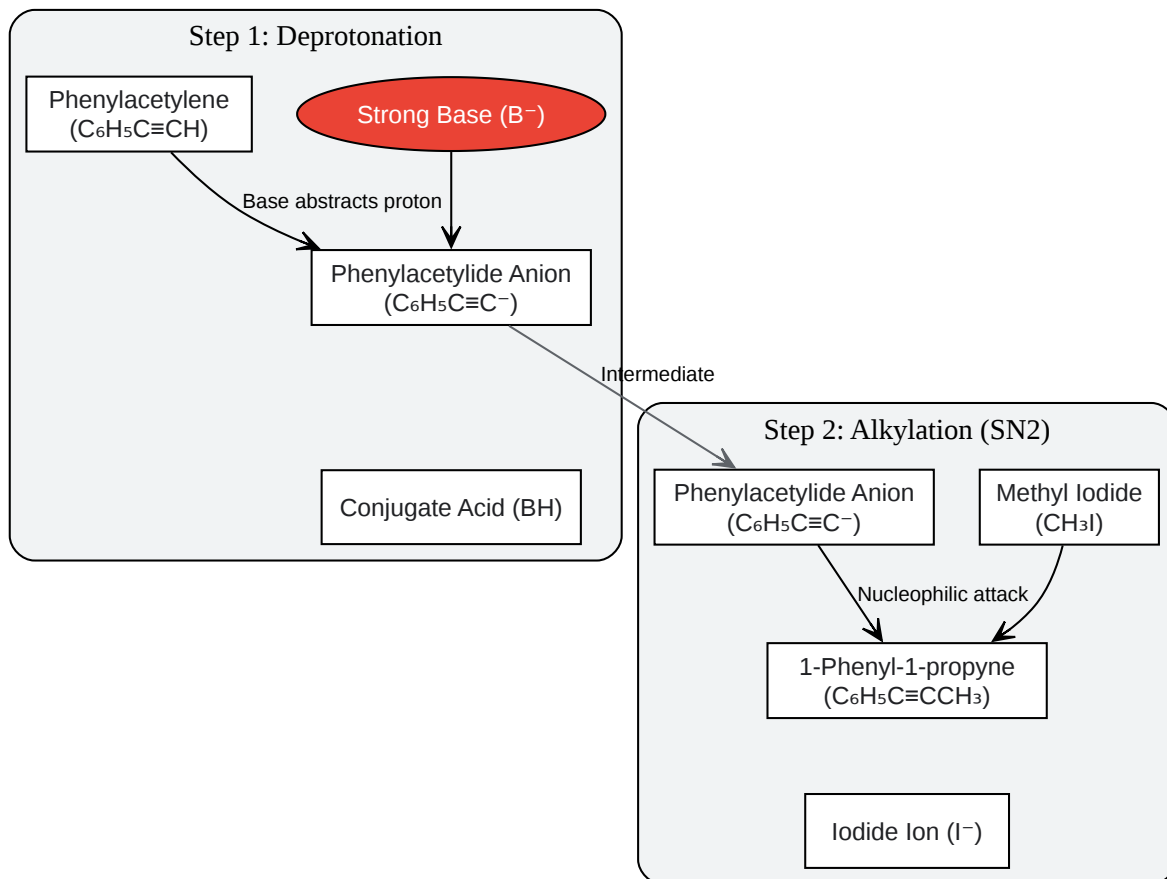 Step 1: Deprotonation
Phenylacetylene
(C₆H₅C≡CH)
Strong Base (B⁻)
Base abstracts proton
Phenylacetylide Anion
(C₆H₅C≡C⁻)
Intermediate
Conjugate Acid (BH)
Step 2: Alkylation (SN2)
Phenylacetylide Anion
(C₆H₅C≡C⁻)
Methyl Iodide
(CH₃I)
Nucleophilic attack
1-Phenyl-1-propyne
(C₆H₅C≡CCH₃)
Iodide Ion (I⁻)